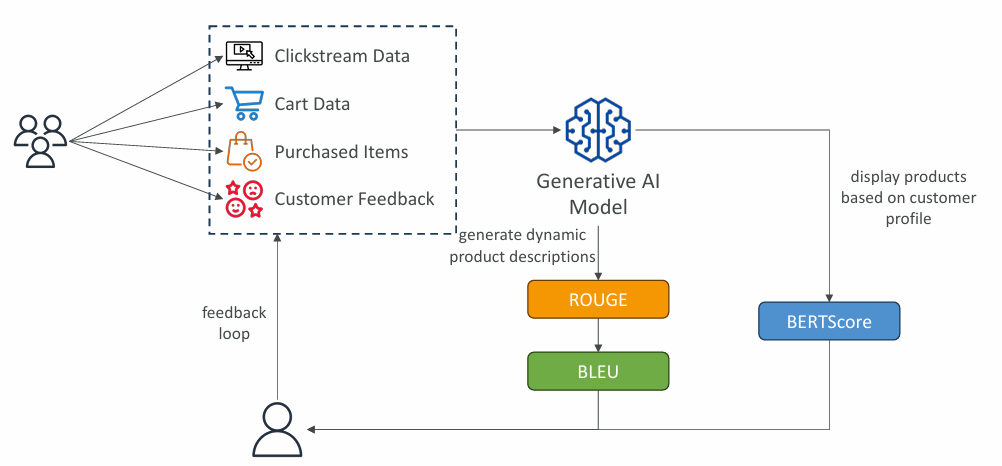 Clickstream Data
Cart Data
Purchased Items
Customer Feedback
Generative AI
Model
display products
based on customer
profile
generate dynamic
product descriptions
ROUGE
BERTScore
feedback
loop
BLEU